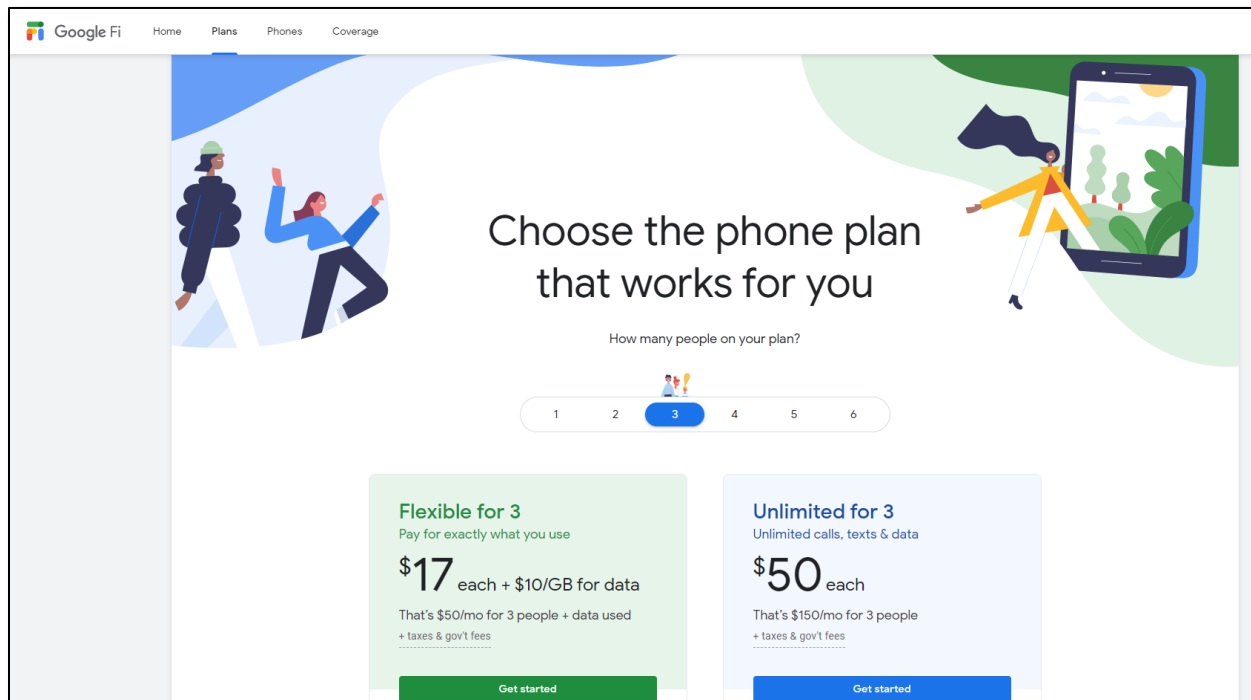 Google Fi
Home
Plans
Phones
Coverage
Choose the phone plan
that works for you
How many people on your plan?
1 2 3 4 5 6
Flexible for 3
Pay for exactly what you use
$17 each + $10/GB for data
That's $50/mo for 3 people + data used
+ taxes & gov't fees
Get started
Unlimited for 3
Unlimited calls, texts & data
$50 each
That's $150/mo for 3 people
+ taxes & gov't fees
Get started